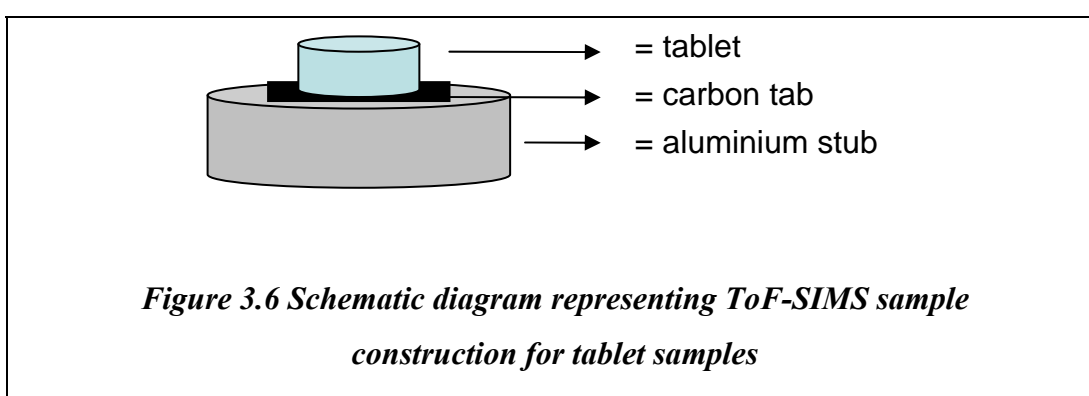 = tablet
= carbon tab
= aluminium stub
Figure 3.6 Schematic diagram representing ToF-SIMS sample
construction for tablet samples